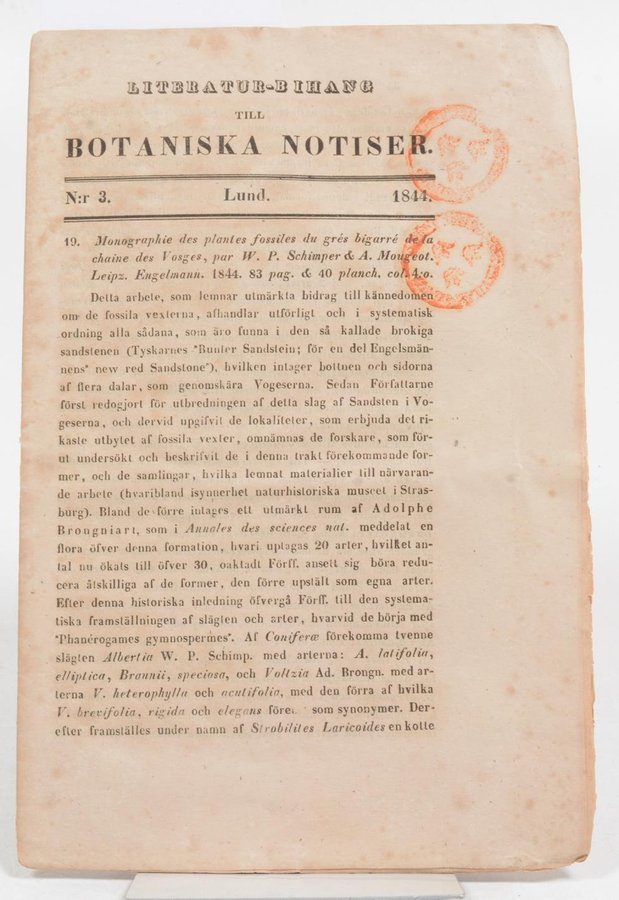 LITERATUR-BIHANG
TILL
BOTANISKA NOTISER.
N:r 3. Lund. 1844.
19. Monographie des plantes fossiles du grés bigarré de la
chaine des Vosges, par W. P. Schimper & A. Mougeot.
Leipz. Engelmann. 1844. 83 pag. & 40 planch. col. 4:o.
Detta arbete, som lemnar utmärkta bidrag till kännedomen
om de fossila vexterna, afhandlar utförligt och i systematisk
ordning alla sådana, som äro funna i den så kallade brokiga
sandstenen (Tyskarnes "Bunter Sandstein; för en del Engelsmän-
nens" new red Sandstone"), hvilken intager bottnen och sidorna
af flera dalar, som genomskära Vogeserna. Sedan Författarne
först redogjort för utbredningen af detta slag af Sandsten i Vo-
geserna, och dervid upgifvit de lokaliteter, som erbjuda det ri-
kaste utbytet af fossila vexter, omnämnas de forskare, som för-
ut undersökt och beskrifvit de i denna trakt förekommande for-
mer, och de samlingar, hvilka lemnat materialier till närvaran-
de arbete (hvaribland isynnerhet naturhistoriska museet i Stras-
burg). Bland de förre intages ett utmärkt rum af Adolphe
Brongniart, som i Annales des sciences nat. meddelat en
flora öfver denna formation, hvari uptagas 20 arter, hvilket an-
tal nu ökats till öfver 30, oaktadt Förff. ansett sig böra redu-
cera åtskilliga af de former, den förre upstält som egna arter.
Efter denna historiska inledning öfvergå Förff. till den systema-
tiska framställningen af slägten och arter, hvarvid de börja med
"Phanérogames gymnospermes". Af Coniferæ förekomma tvenne
slägten Albertia W. P. Schimp. med arterna: A. latifolia,
elliptica, Braunii, speciosa, och Voltzia Ad. Brongn. med ar-
terna V. heterophylla och acutifolia, med den förra af hvilka
V. brevifolia, rigida och elegans före som synonymer. Der-
efter framställes under namn af Strobilites Laricoides en kotte